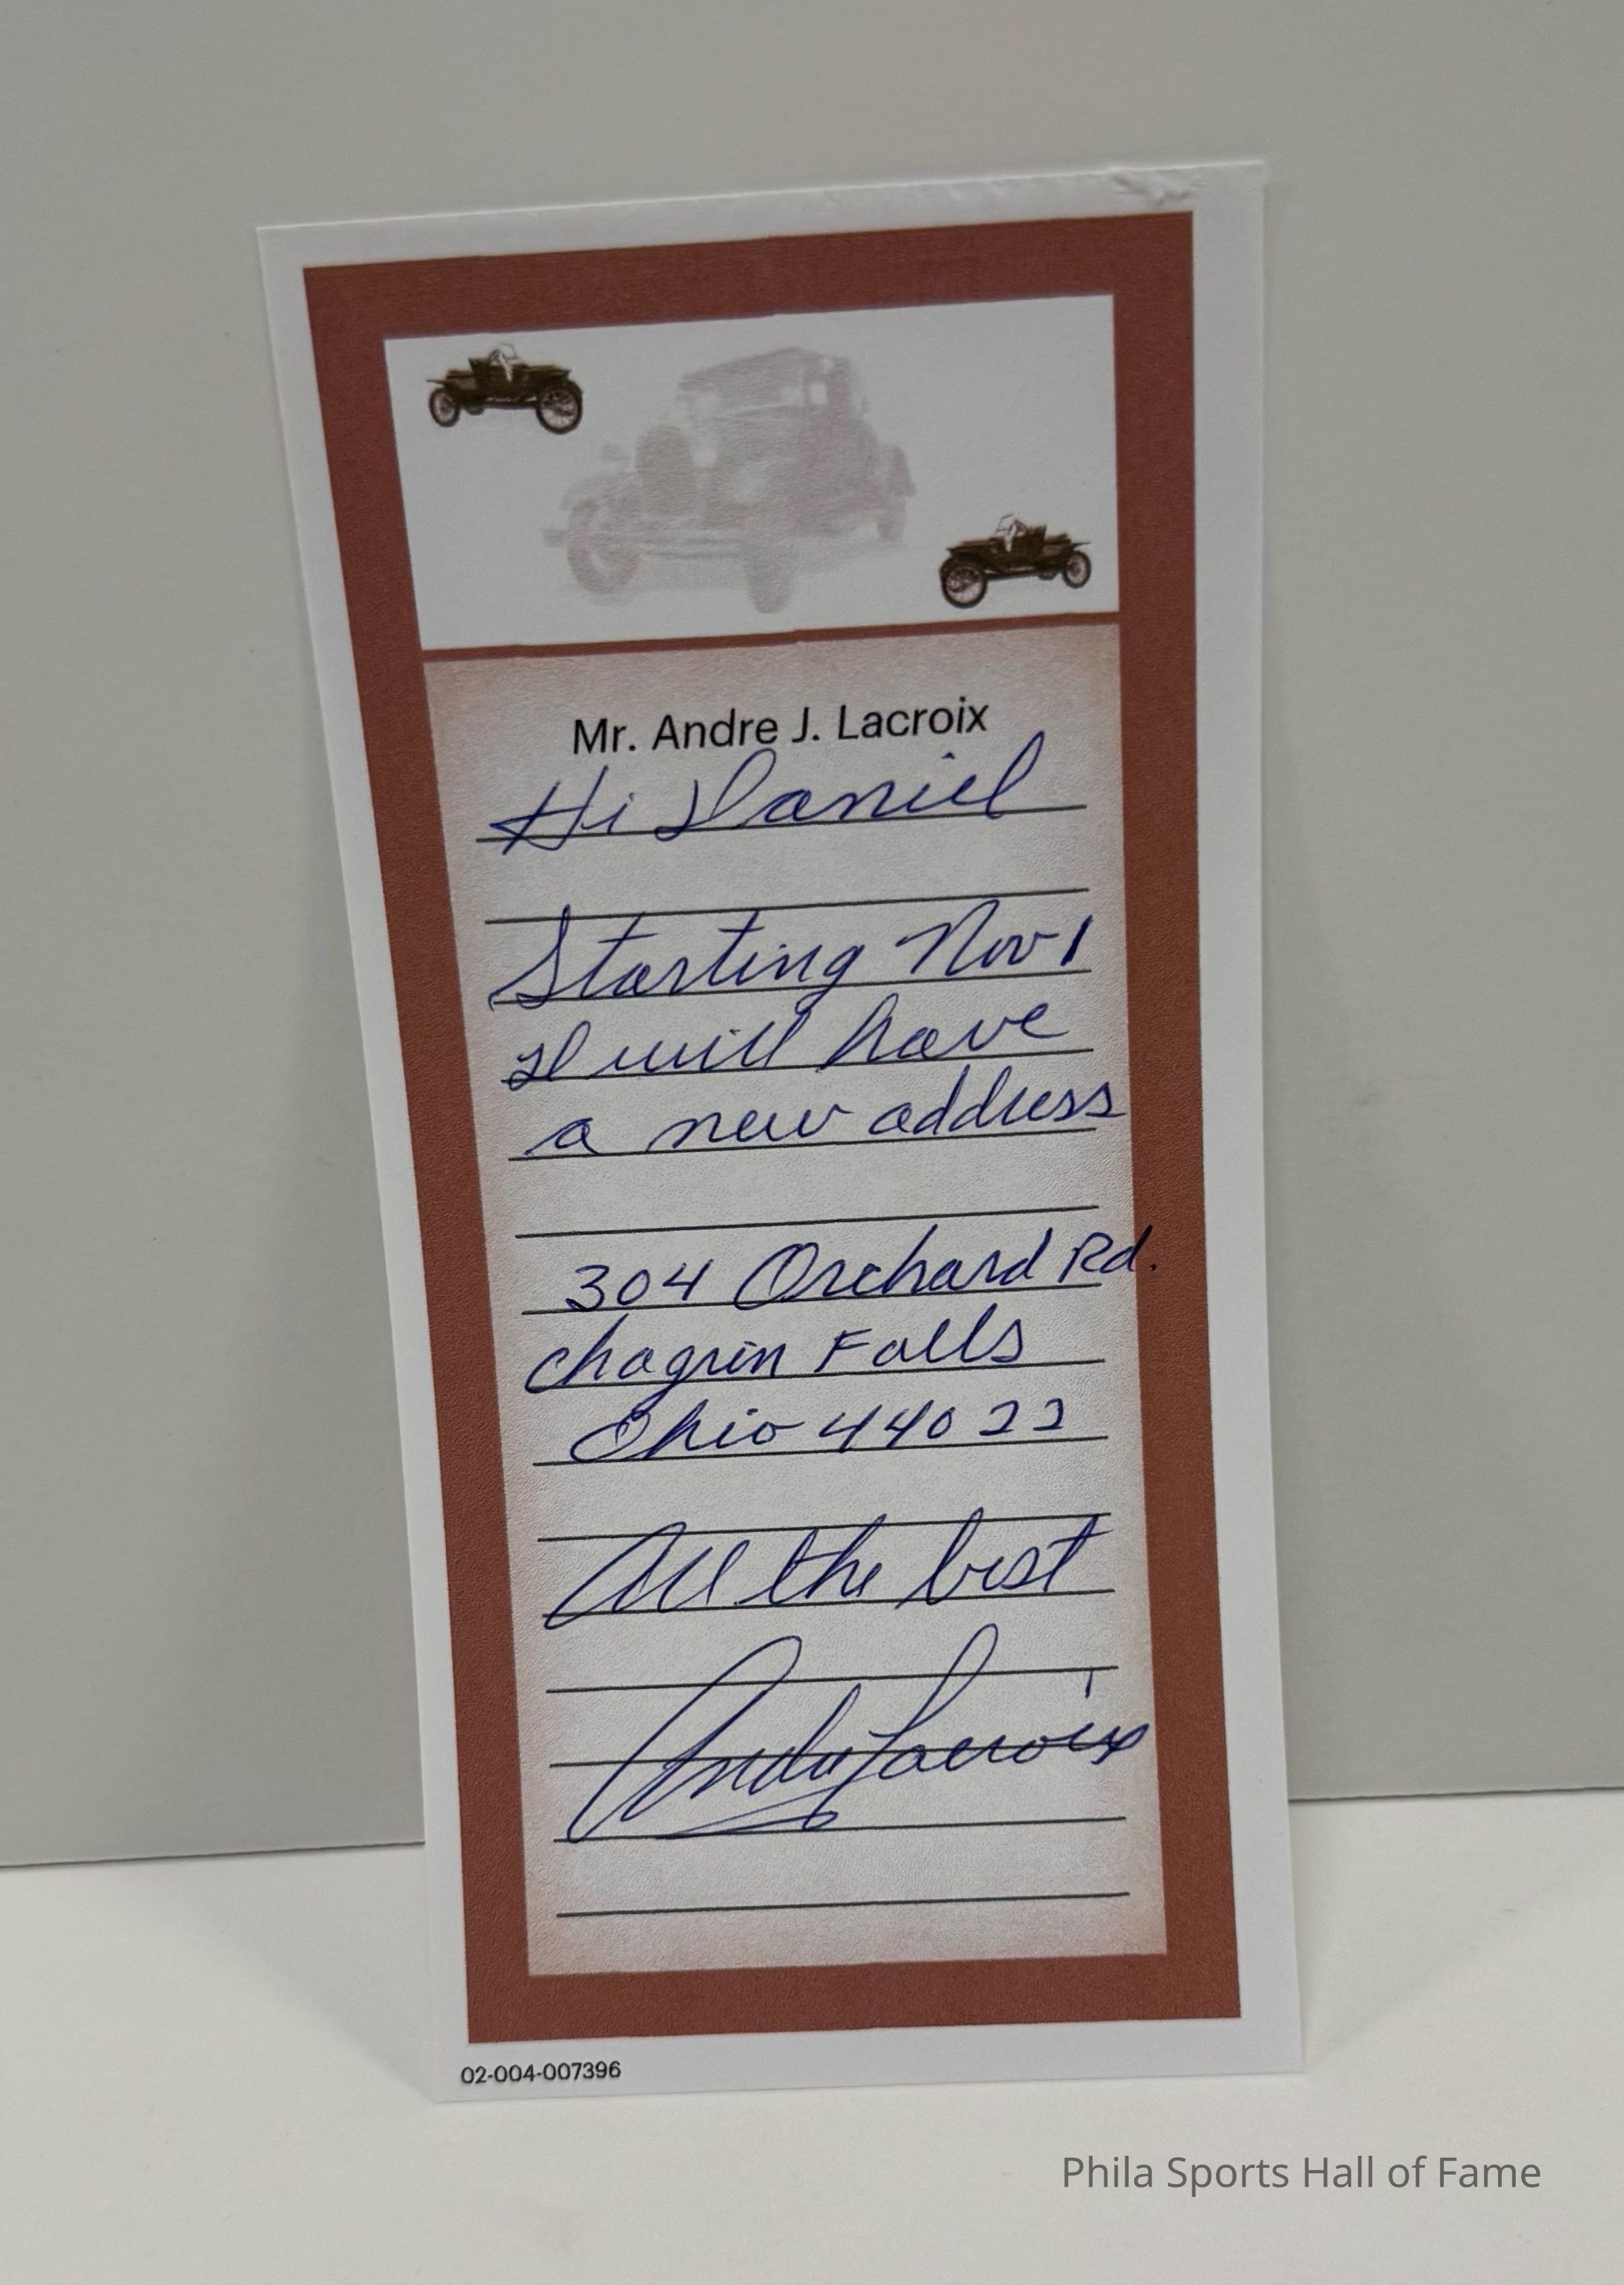 Mr. Andre J. Lacroix
Hi Daniel
Starting Nov 1
I will have
a new address
304 Orchard Rd.
Chagrin Falls
Ohio 44022
All the best
Andre Lacroix
02-004-007396
Phila Sports Hall of Fame